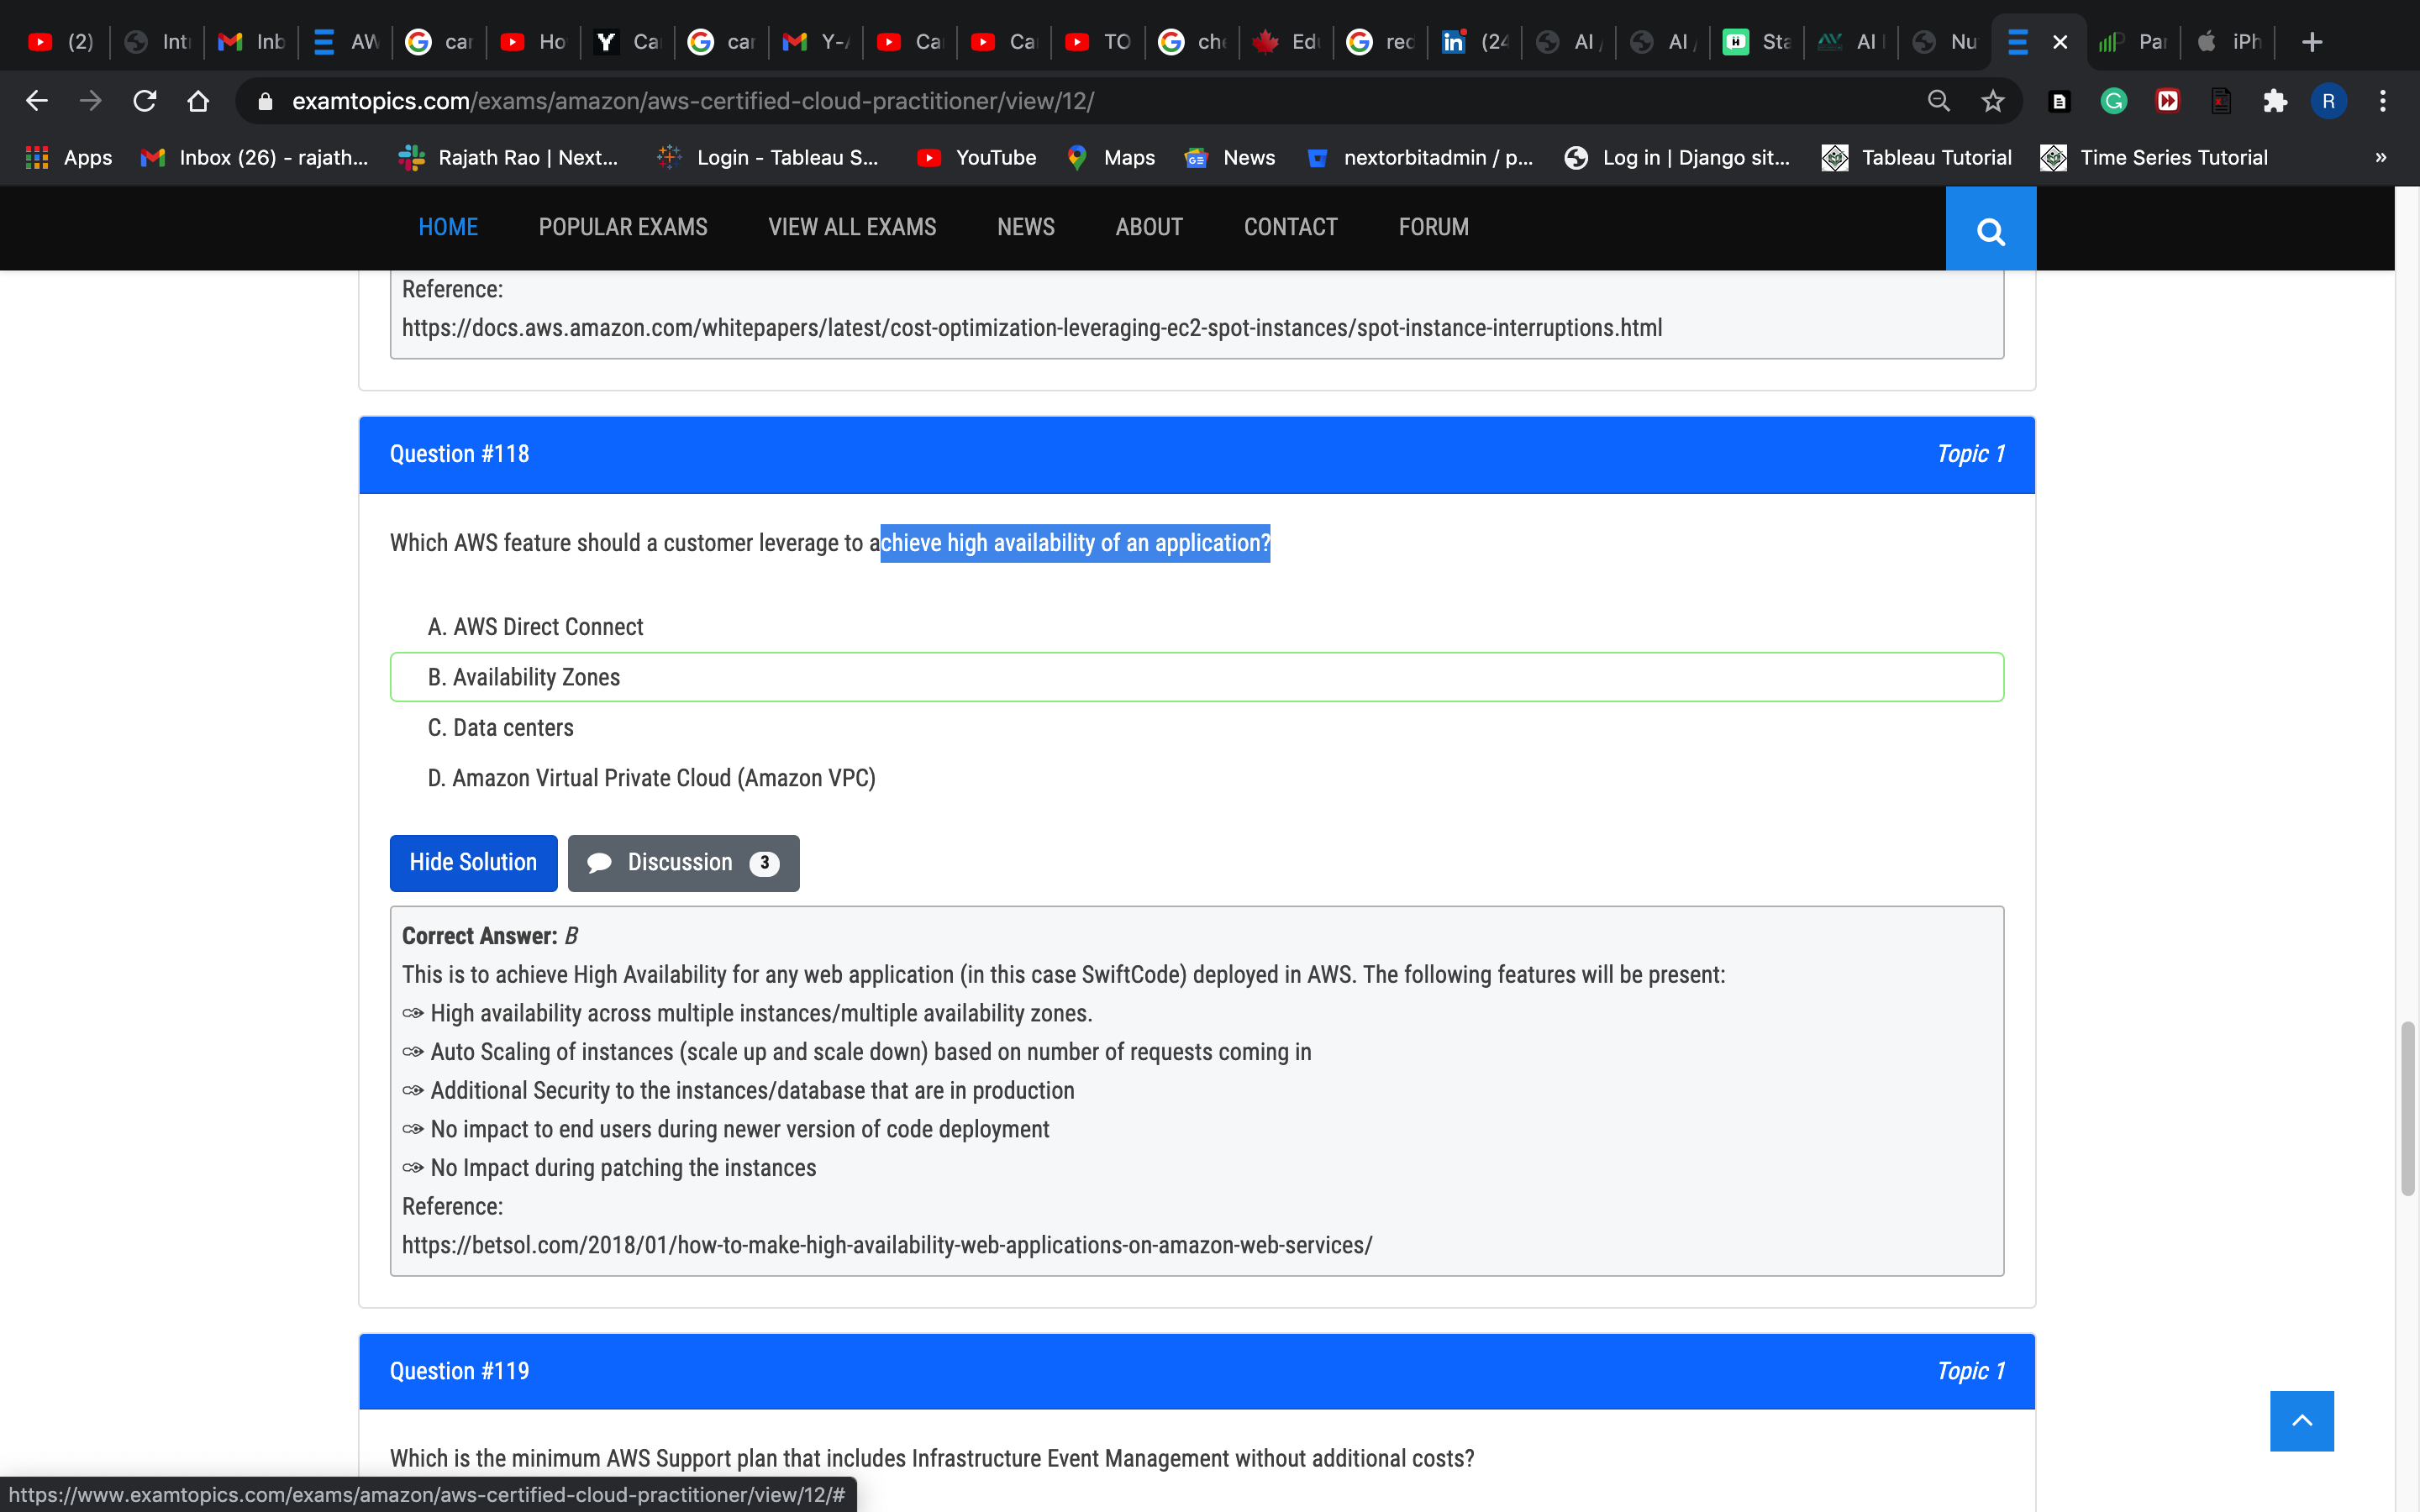 (2) Int Inb AW car Ho Y Ca car Y- Ca Ca TO che Edu rec in (24 AI AI Sta AI Nu Par iPh
examtopics.com/exams/amazon/aws-certified-cloud-practitioner/view/12/ R
Apps Inbox (26) - rajath... Rajath Rao | Next... Login - Tableau S... YouTube Maps News nextorbitadmin / p... Log in | Django sit... Tableau Tutorial Time Series Tutorial »
HOME POPULAR EXAMS VIEW ALL EXAMS NEWS ABOUT CONTACT FORUM
Reference:
https://docs.aws.amazon.com/whitepapers/latest/cost-optimization-leveraging-ec2-spot-instances/spot-instance-interruptions.html
Question #118 Topic 1
Which AWS feature should a customer leverage to achieve high availability of an application?
A. AWS Direct Connect
B. Availability Zones
C. Data centers
D. Amazon Virtual Private Cloud (Amazon VPC)
Hide Solution Discussion 3
Correct Answer: B
This is to achieve High Availability for any web application (in this case SwiftCode) deployed in AWS. The following features will be present:
High availability across multiple instances/multiple availability zones.
Auto Scaling of instances (scale up and scale down) based on number of requests coming in
Additional Security to the instances/database that are in production
No impact to end users during newer version of code deployment
No Impact during patching the instances
Reference:
https://betsol.com/2018/01/how-to-make-high-availability-web-applications-on-amazon-web-services/
Question #119 Topic 1
Which is the minimum AWS Support plan that includes Infrastructure Event Management without additional costs?
https://www.examtopics.com/exams/amazon/aws-certified-cloud-practitioner/view/12/#